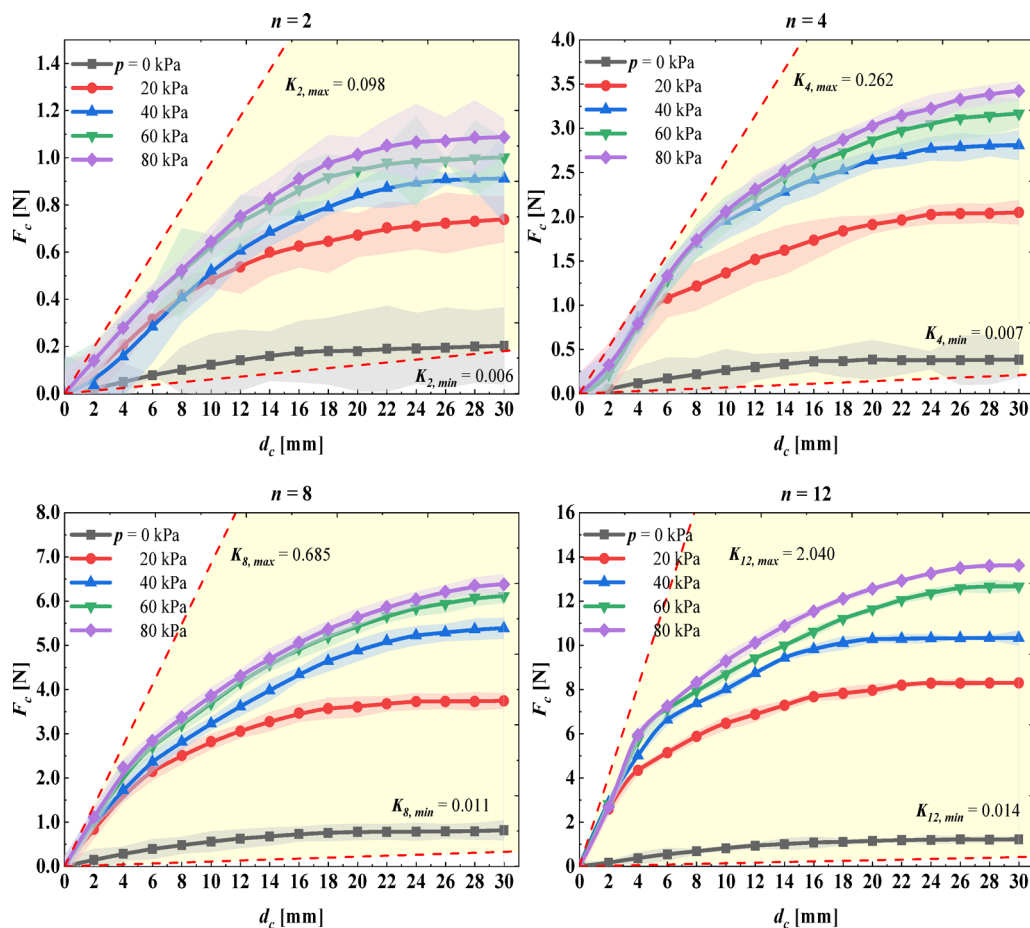 n = 2
F_c [N]
1.4
1.2
1.0
0.8
0.6
0.4
0.2
0.0
p = 0 kPa
20 kPa
40 kPa
60 kPa
80 kPa
K_2, max = 0.098
K_2, min = 0.006
0 2 4 6 8 10 12 14 16 18 20 22 24 26 28 30
d_c [mm]
n = 4
F_c [N]
4.0
3.5
3.0
2.5
2.0
1.5
1.0
0.5
0.0
p = 0 kPa
20 kPa
40 kPa
60 kPa
80 kPa
K_4, max = 0.262
K_4, min = 0.007
0 2 4 6 8 10 12 14 16 18 20 22 24 26 28 30
d_c [mm]
n = 8
F_c [N]
8.0
7.0
6.0
5.0
4.0
3.0
2.0
1.0
0.0
p = 0 kPa
20 kPa
40 kPa
60 kPa
80 kPa
K_8, max = 0.685
K_8, min = 0.011
0 2 4 6 8 10 12 14 16 18 20 22 24 26 28 30
d_c [mm]
n = 12
F_c [N]
16
14
12
10
8
6
4
2
0
p = 0 kPa
20 kPa
40 kPa
60 kPa
80 kPa
K_12, max = 2.040
K_12, min = 0.014
0 2 4 6 8 10 12 14 16 18 20 22 24 26 28 30
d_c [mm]